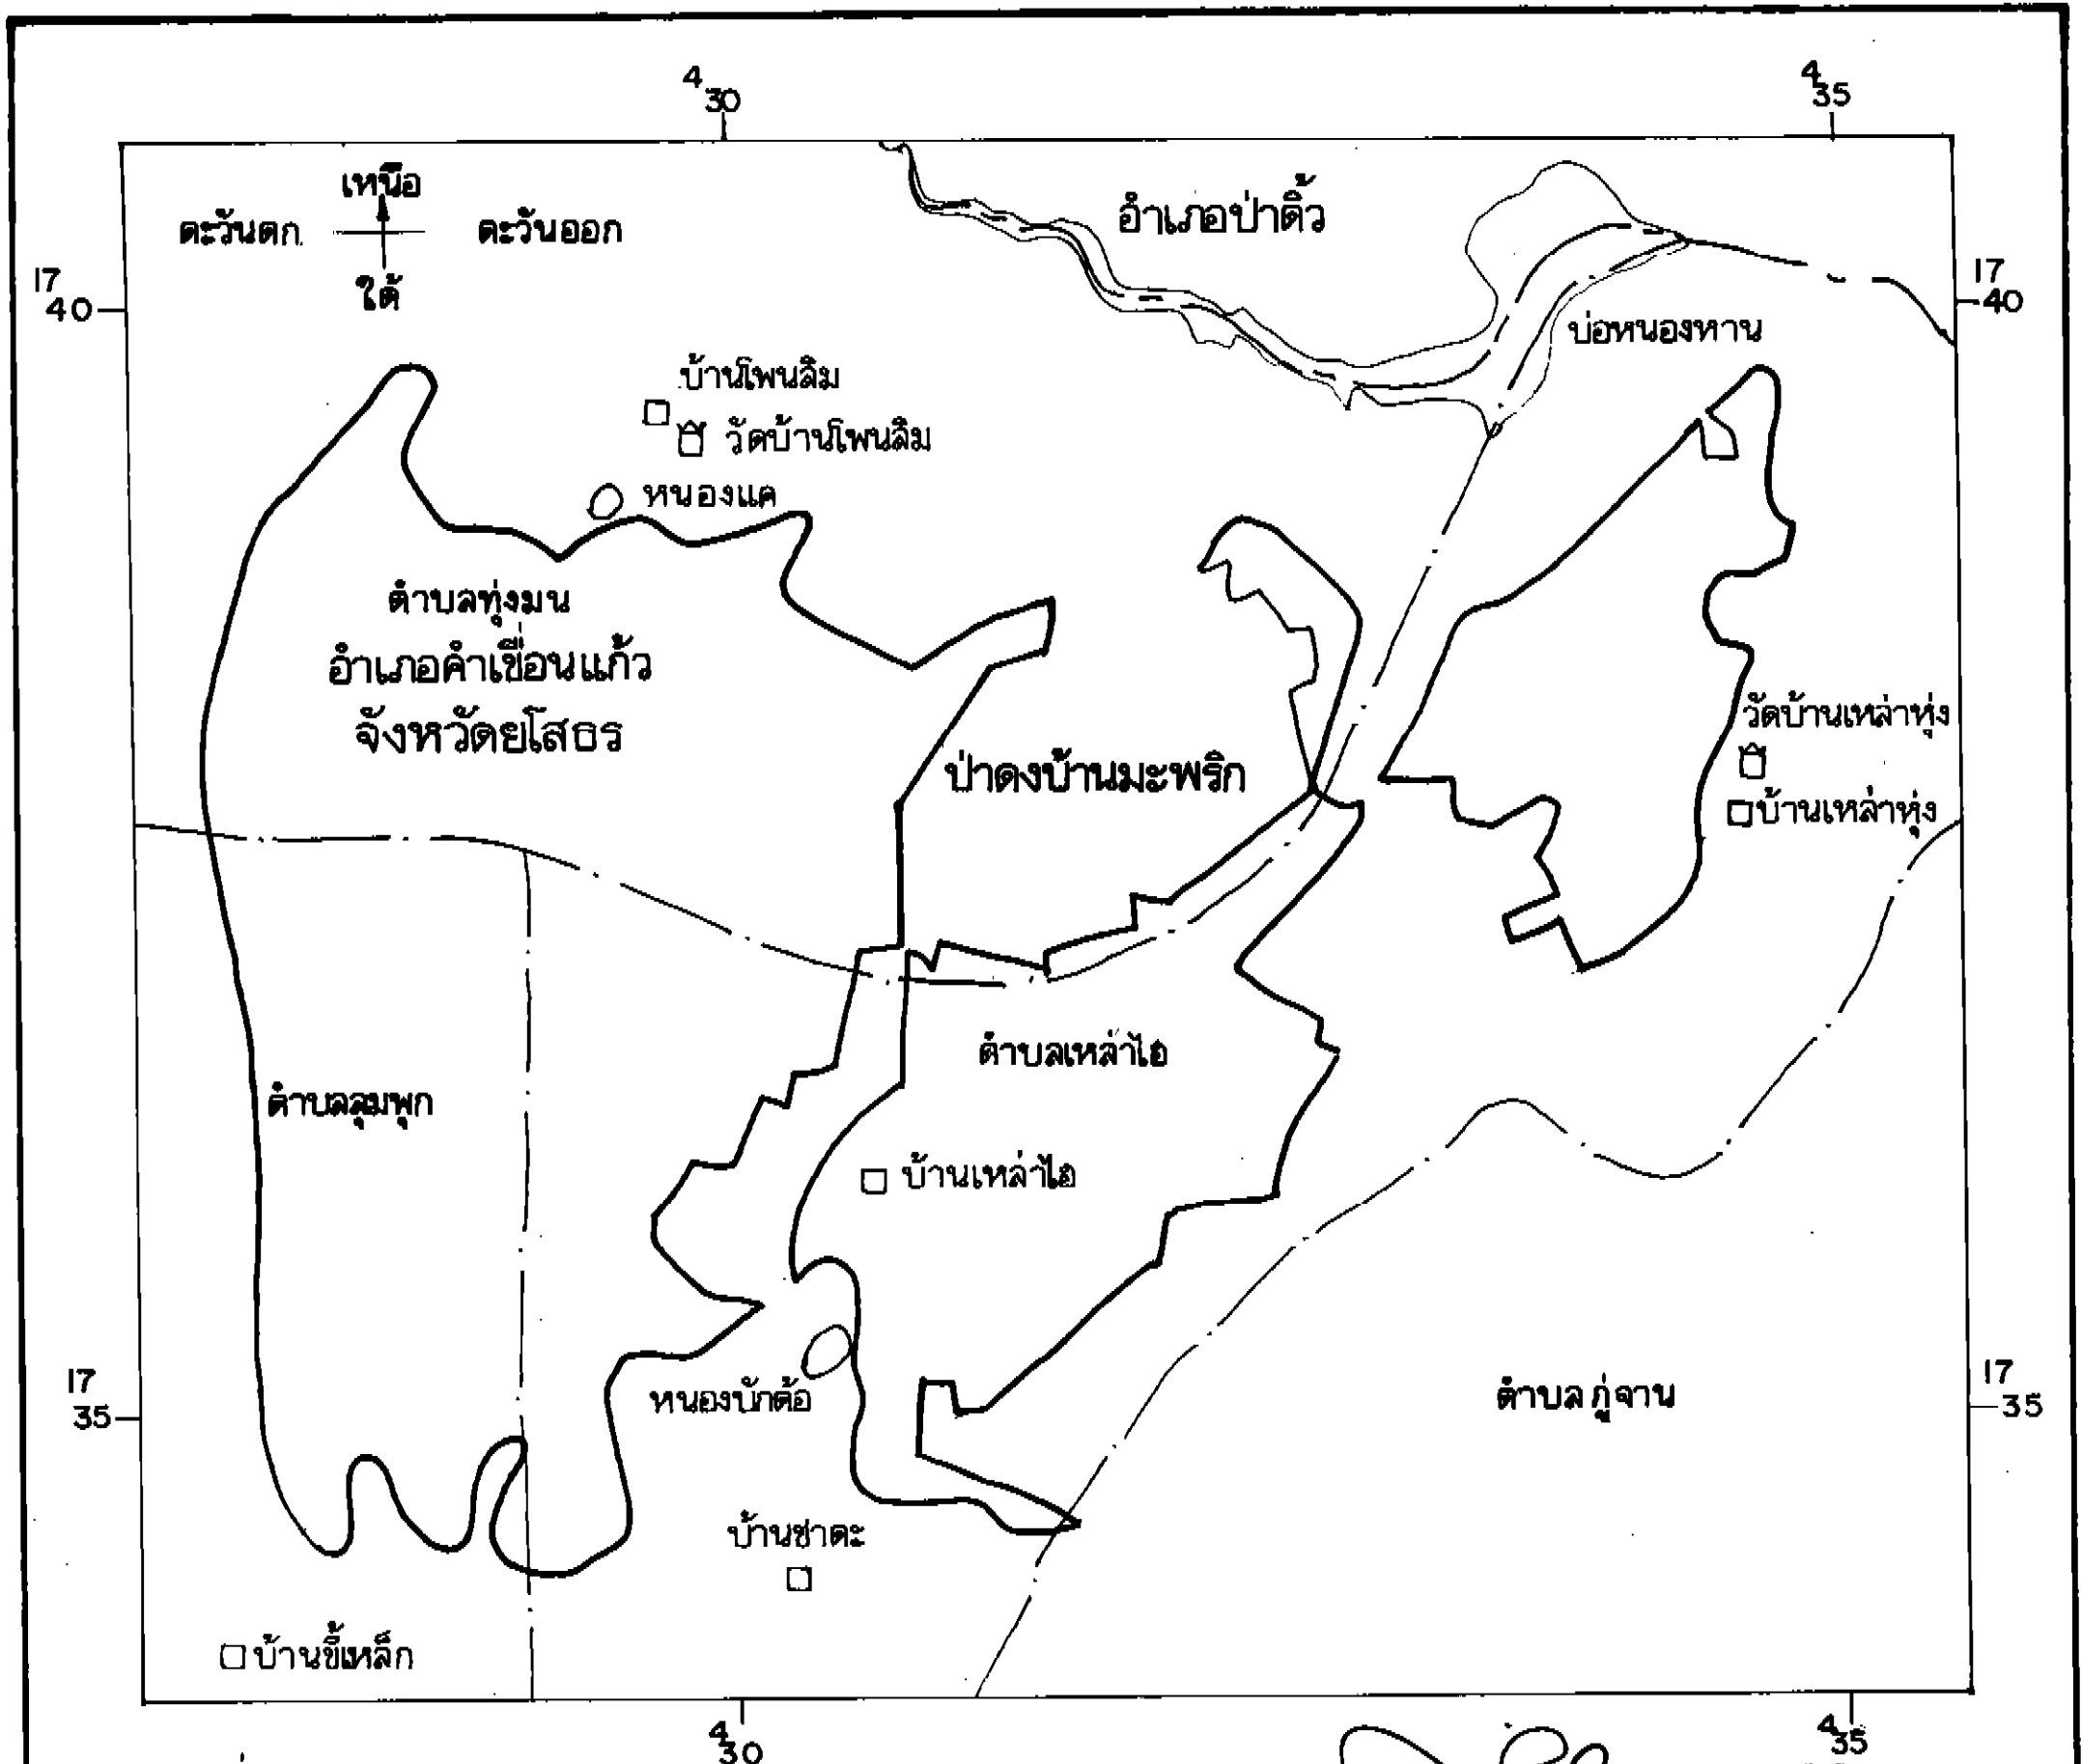 4
30
4
35
เหนือ
ตะวันตก
ตะวันออก
ใต้
อำเภอป่าติ้ว
17
40
17
40
บ่อหนองหาน
บ้านโพนสิม
วัดบ้านโพนสิม
หนองแค
ตำบลทุ่งมน
อำเภอคำเขื่อนแก้ว
จังหวัดยโสธร
ป่าดงบ้านมะพริก
วัดบ้านเหล่าหุ่ง
บ้านเหล่าหุ่ง
ตำบลเหล่าไฮ
ตำบลลุมพุก
บ้านเหล่าไฮ
17
35
17
35
หนองบักต้อ
ตำบลกู่จาน
บ้านซาตะ
บ้านขี้เหล็ก
4
30
4
35